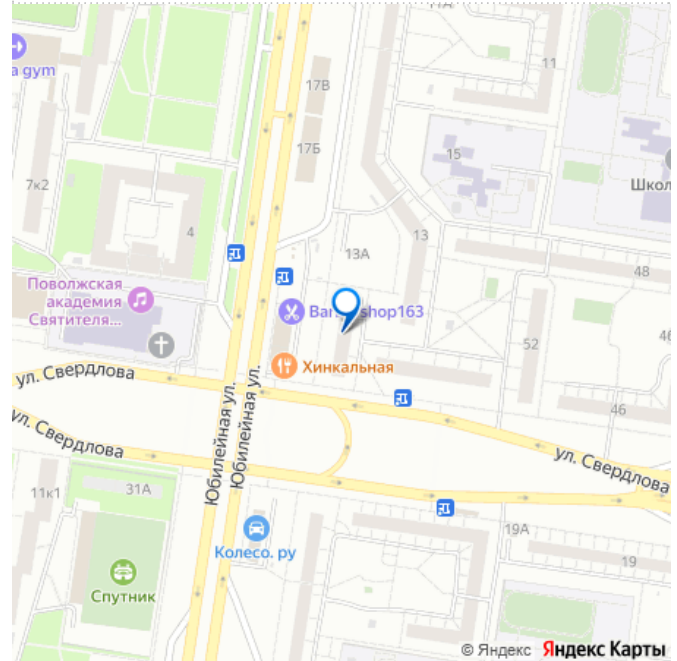 11
a gym
17В
17Б
15
Школ
7к2
4
13
13А
48
Поволжская
академия
Святителя...
Barbershop163
46
52
Хинкальная
ул. Свердлова
46
ул. Свердлова
Юбилейная ул.
Юбилейная ул.
ул. Свердлова
11к1
31А
19А
Колесо. ру
19
Спутник
© Яндекс Яндекс Карты